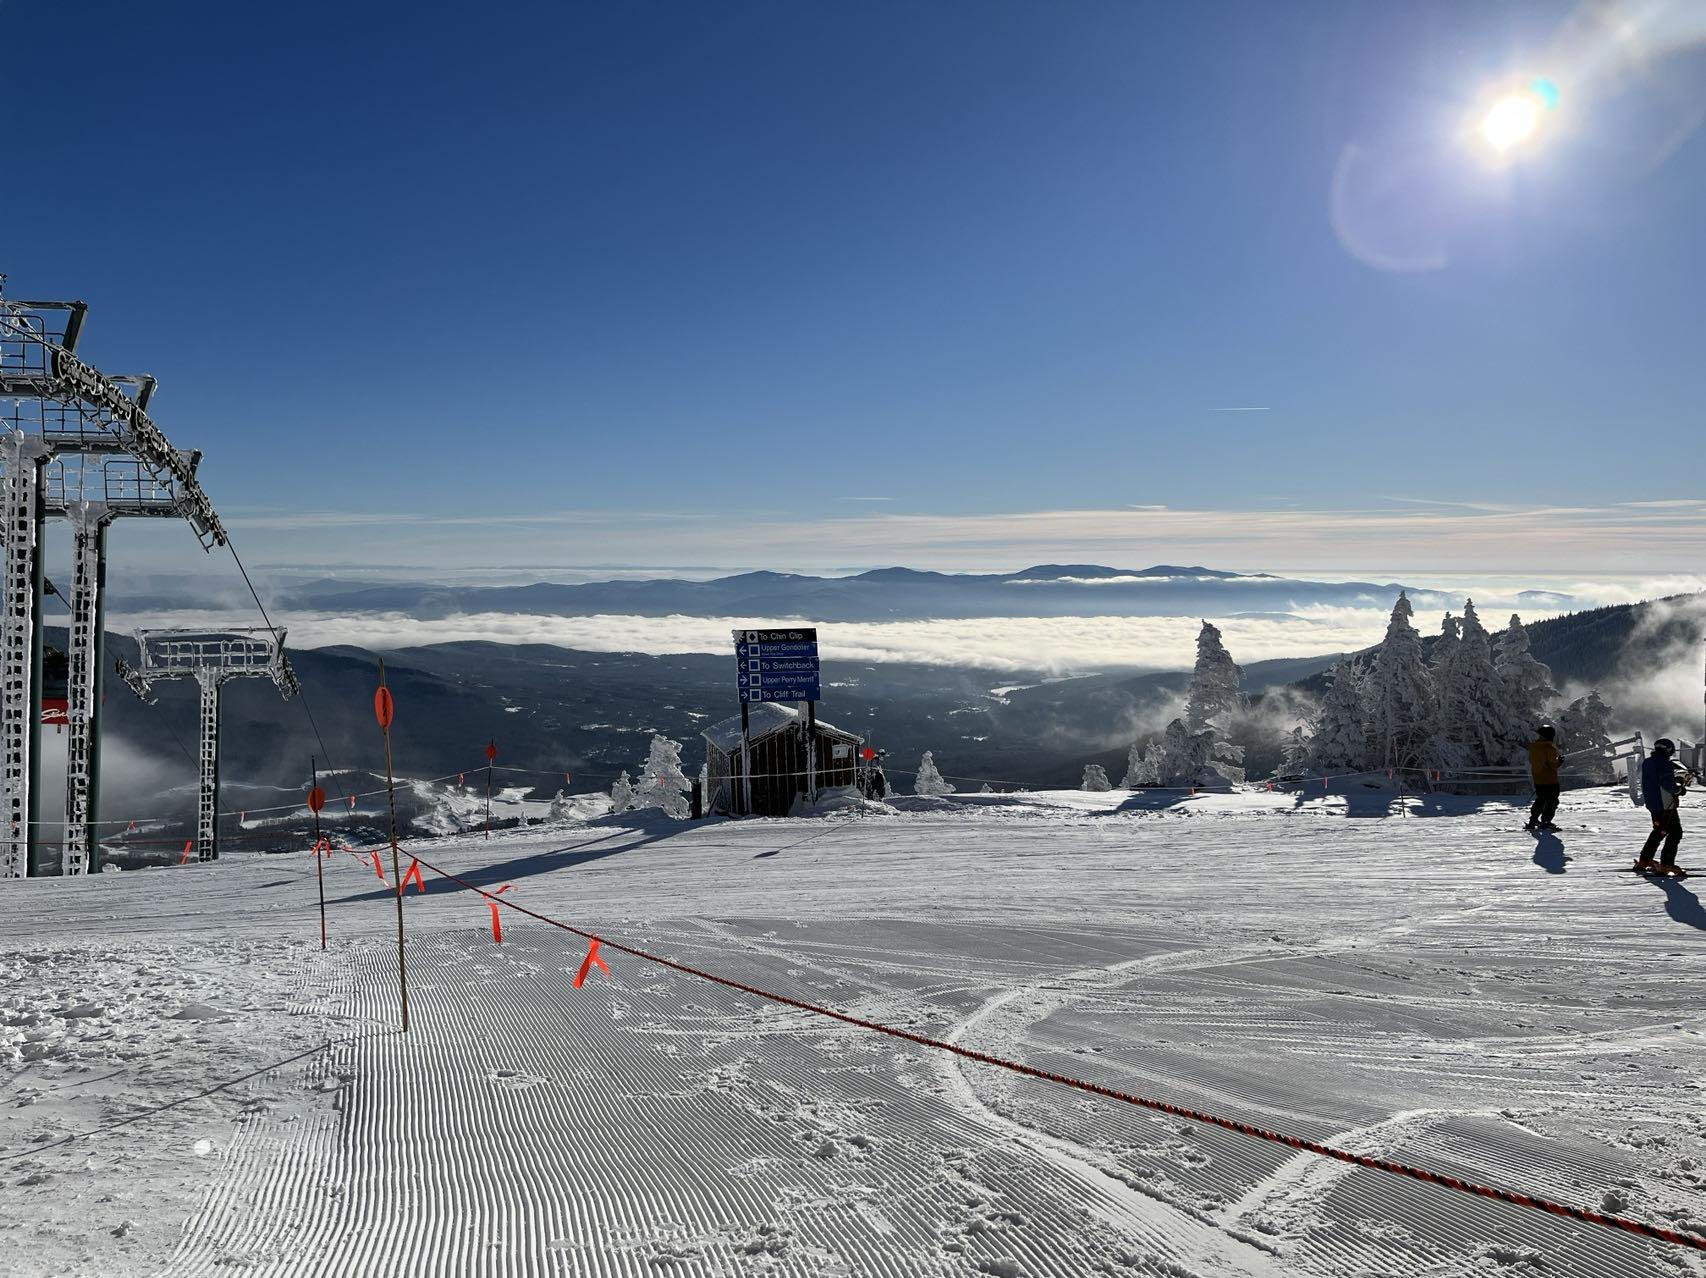 To Chin Clip
Upper Gondolier
To Switchback
Upper Perry Merrill
To Cliff Trail